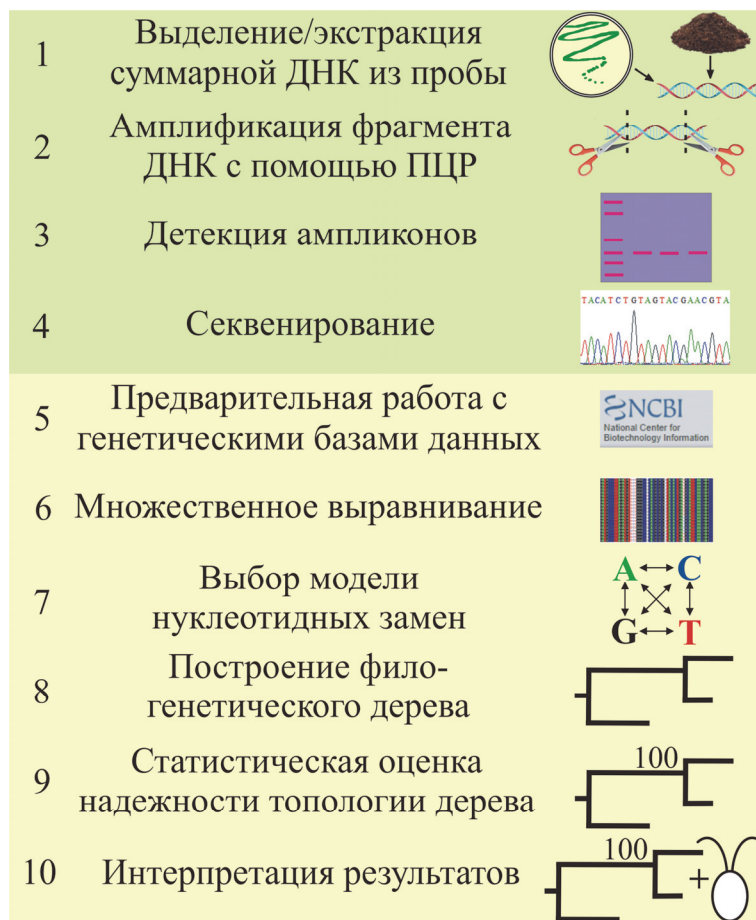 1
Выделение/экстракция
суммарной ДНК из пробы
2
Амплификация фрагмента
ДНК с помощью ПЦР
3
Детекция ампликонов
4
Секвенирование
TACATCTGTAGTACGAACGTA
5
Предварительная работа с
генетическими базами данных
NCBI
National Center for
Biotechnology Information
6
Множественное выравнивание
7
Выбор модели
нуклеотидных замен
A C
G T
8
Построение фило-
генетического дерева
9
Статистическая оценка
надежности топологии дерева
100
10
Интерпретация результатов
100
+